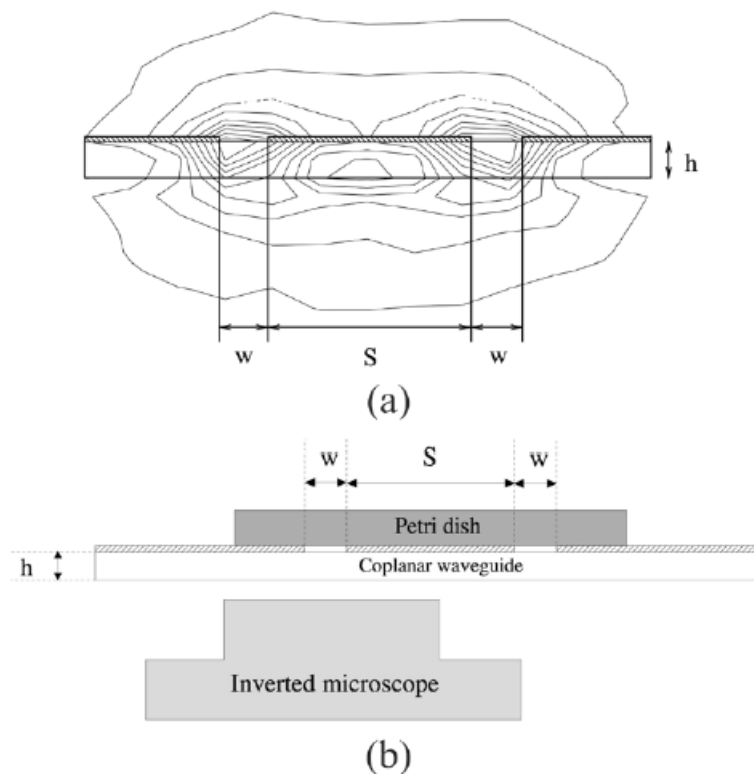 h
w S w
(a)
w S w
Petri dish
h
Coplanar waveguide
Inverted microscope
(b)